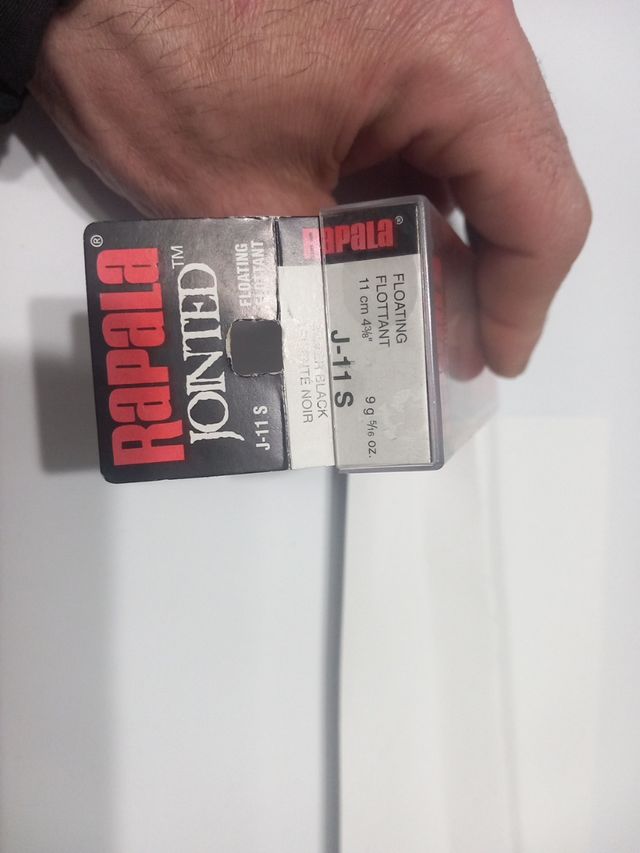 Rapala®
JOINTED™
FLOATING
FLOTTANT
J-11 S
BLACK
NOIR
Rapala®
FLOATING
FLOTTANT
11 cm 4⅜"
9 g 5/16 oz.
J-11 S